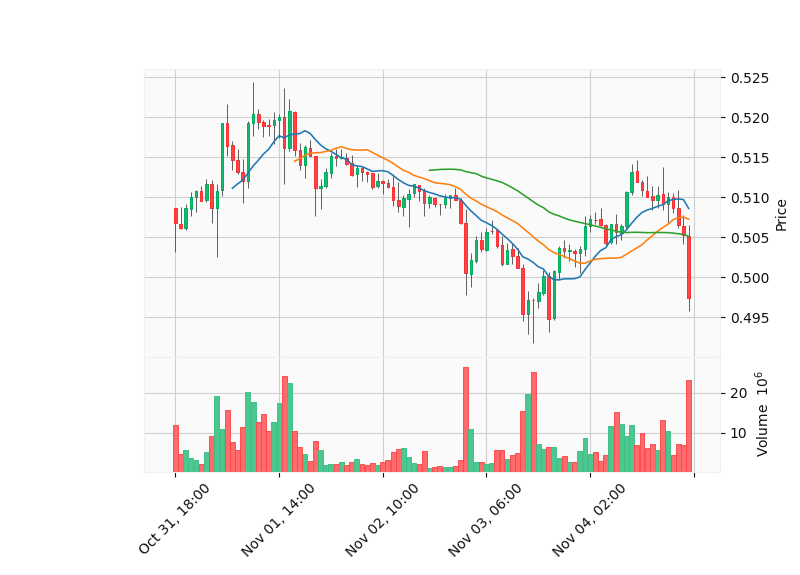 0.525
0.520
0.515
0.510
0.505
0.500
0.495
Price
20
10
Volume 10^6
Oct 31, 18:00
Nov 01, 14:00
Nov 02, 10:00
Nov 03, 06:00
Nov 04, 02:00